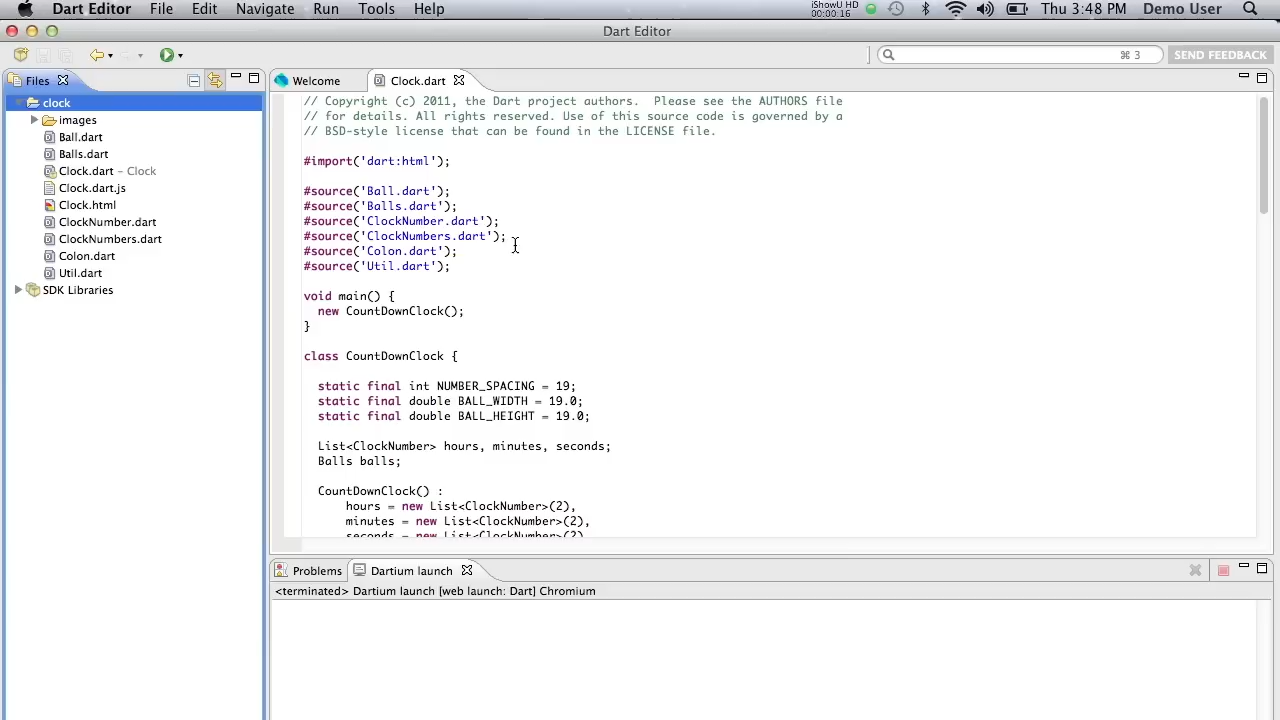 Dart Editor File Edit Navigate Run Tools Help iShowU HD 00:00:16 Thu 3:48 PM Demo User
Dart Editor
⌘ 3 SEND FEEDBACK
Files
clock
images
Ball.dart
Balls.dart
Clock.dart – Clock
Clock.dart.js
Clock.html
ClockNumber.dart
ClockNumbers.dart
Colon.dart
Util.dart
SDK Libraries
Welcome Clock.dart
// Copyright (c) 2011, the Dart project authors.  Please see the AUTHORS file
// for details. All rights reserved. Use of this source code is governed by a
// BSD-style license that can be found in the LICENSE file.
#import('dart:html');
#source('Ball.dart');
#source('Balls.dart');
#source('ClockNumber.dart');
#source('ClockNumbers.dart');
#source('Colon.dart');
#source('Util.dart');
void main() {
new CountDownClock();
}
class CountDownClock {
static final int NUMBER_SPACING = 19;
static final double BALL_WIDTH = 19.0;
static final double BALL_HEIGHT = 19.0;
List<ClockNumber> hours, minutes, seconds;
Balls balls;
CountDownClock() :
hours = new List<ClockNumber>(2),
minutes = new List<ClockNumber>(2),
seconds = new List<ClockNumber>(2)
Problems Dartium launch
<terminated> Dartium launch [web launch: Dart] Chromium